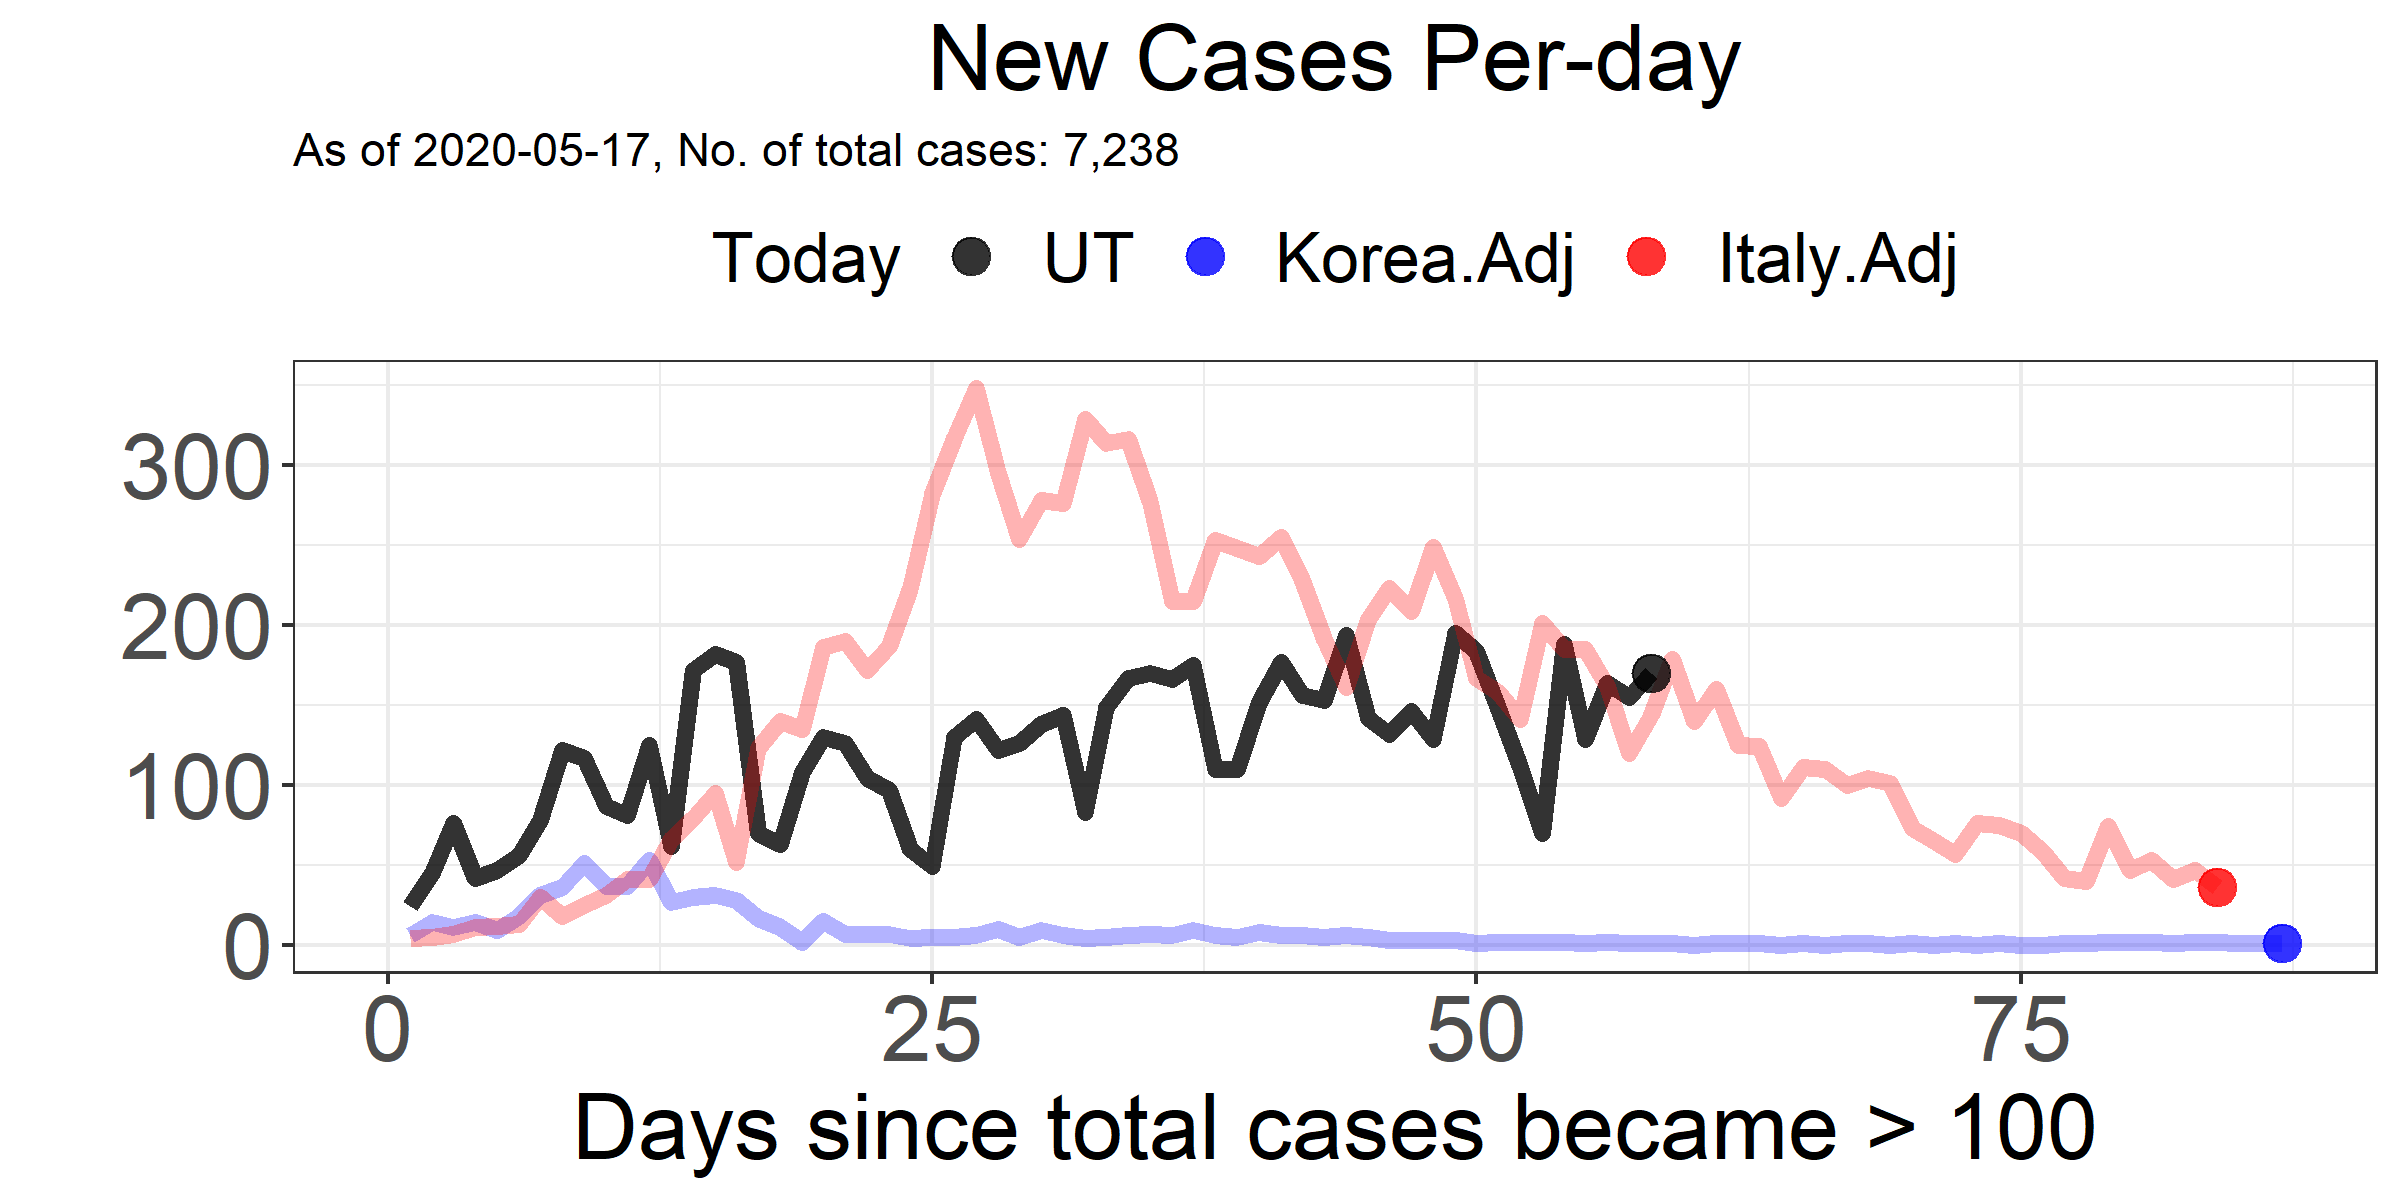 New Cases Per-day
As of 2020-05-17, No. of total cases: 7,238
Today UT Korea.Adj Italy.Adj
300
200
100
0
0 25 50 75
Days since total cases became > 100